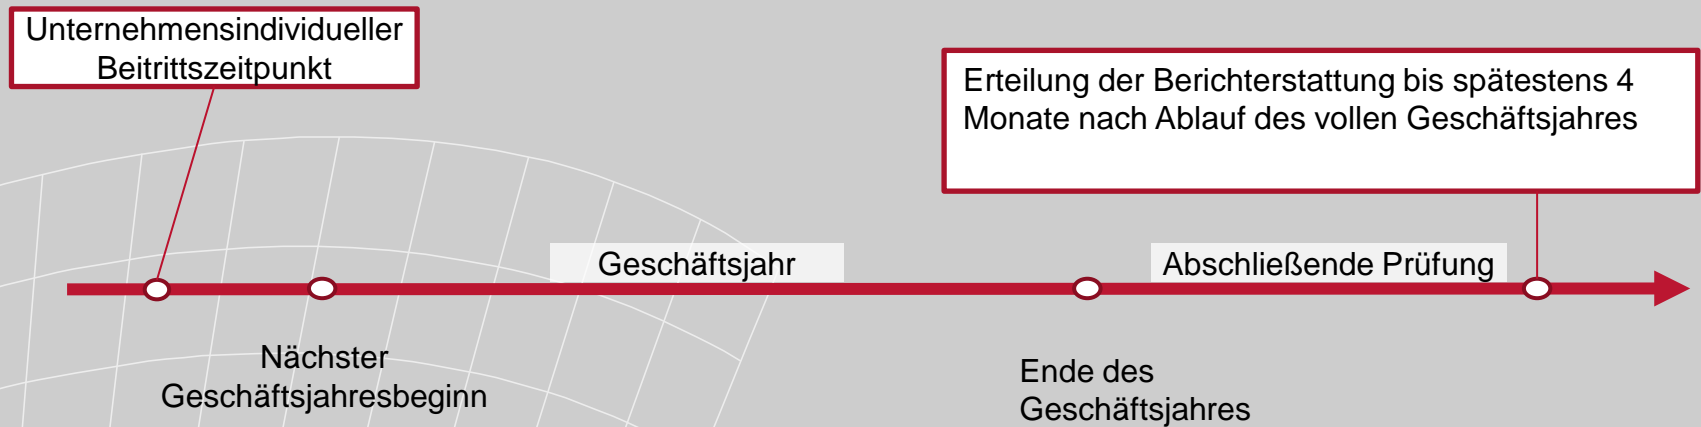 Unternehmensindividueller
Beitrittszeitpunkt
Erteilung der Berichterstattung bis spätestens 4
Monate nach Ablauf des vollen Geschäftsjahres
Geschäftsjahr
Abschließende Prüfung
Nächster
Geschäftsjahresbeginn
Ende des
Geschäftsjahres